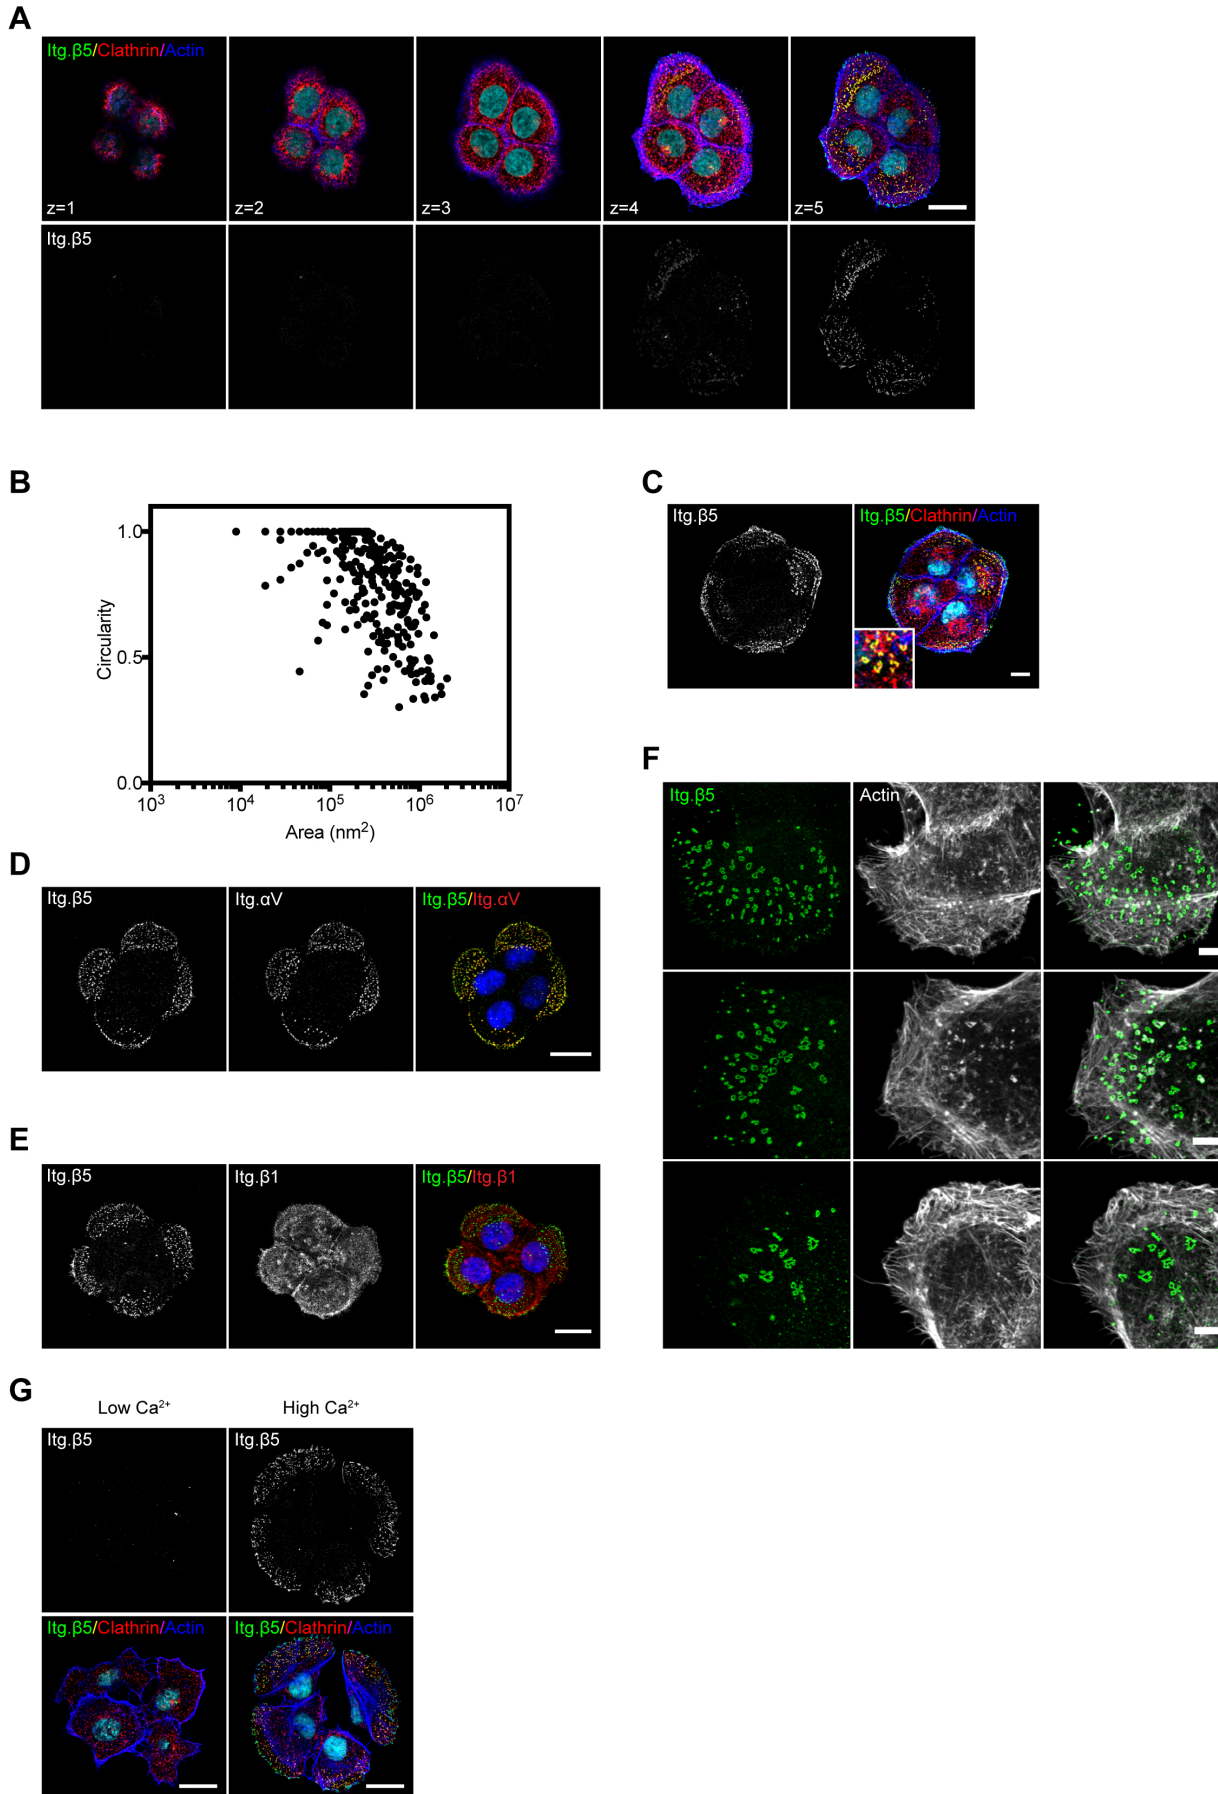 A
Itg.β5/Clathrin/Actin
z=1
z=2
z=3
z=4
z=5
Itg.β5
B
1.0
0.5
0.0
Circularity
10³
10⁴
10⁵
10⁶
10⁷
Area (nm²)
C
Itg.β5
Itg.β5/Clathrin/Actin
D
Itg.β5
Itg.αV
Itg.β5/Itg.αV
E
Itg.β5
Itg.β1
Itg.β5/Itg.β1
F
Itg.β5
Actin
G
Low Ca²⁺
High Ca²⁺
Itg.β5
Itg.β5
Itg.β5/Clathrin/Actin
Itg.β5/Clathrin/Actin